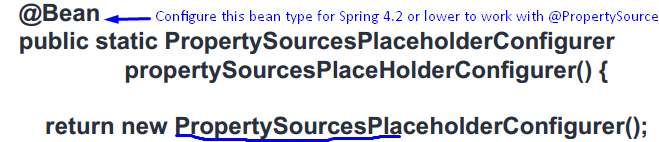 @Bean Configure this bean type for Spring 4.2 or lower to work with @PropertySource
public static PropertySourcesPlaceholderConfigurer
propertySourcesPlaceHolderConfigurer() {
return new PropertySourcesPlaceholderConfigurer();